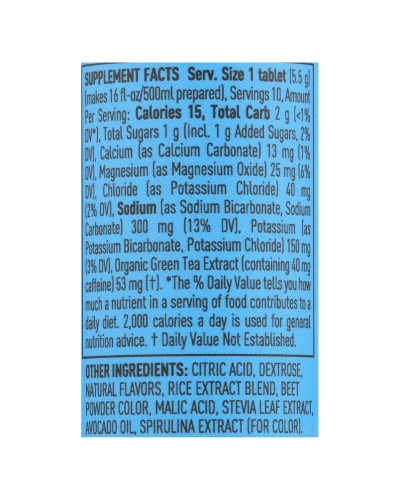 SUPPLEMENT FACTS Serv. Size 1 tablet (5.5 g)
(makes 16 fl-oz/500ml prepared), Servings 10, Amount
Per Serving: Calories 15, Total Carb 2 g (<1%
DV*), Total Sugars 1 g (Incl. 1 g Added Sugars, 2%
DV), Calcium (as Calcium Carbonate) 13 mg (1%
DV), Magnesium (as Magnesium Oxide) 25 mg (6%
DV), Chloride (as Potassium Chloride) 40 mg
(2% DV), Sodium (as Sodium Bicarbonate, Sodium
Carbonate) 300 mg (13% DV), Potassium (as
Potassium Bicarbonate, Potassium Chloride) 150 mg
(3% DV), Organic Green Tea Extract (containing 40 mg
caffeine) 53 mg (†). *The % Daily Value tells you how
much a nutrient in a serving of food contributes to a
daily diet. 2,000 calories a day is used for general
nutrition advice. † Daily Value Not Established.
OTHER INGREDIENTS: CITRIC ACID, DEXTROSE,
NATURAL FLAVORS, RICE EXTRACT BLEND, BEET
POWDER COLOR, MALIC ACID, STEVIA LEAF EXTRACT,
AVOCADO OIL, SPIRULINA EXTRACT (FOR COLOR).